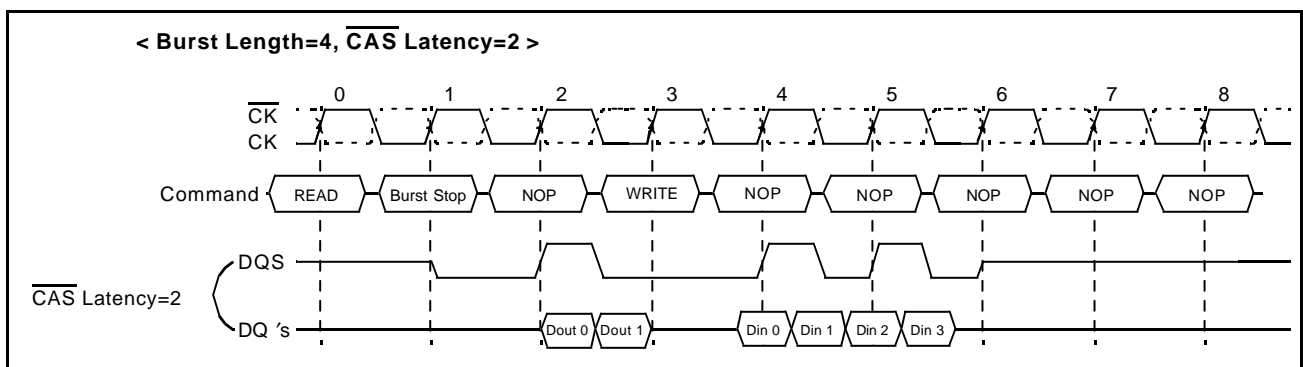 < Burst Length=4, CAS Latency=2 >
0 1 2 3 4 5 6 7 8
CK
CK
Command READ Burst Stop NOP WRITE NOP NOP NOP NOP NOP
DQS
CAS Latency=2
DQ ′s Dout 0 Dout 1 Din 0 Din 1 Din 2 Din 3